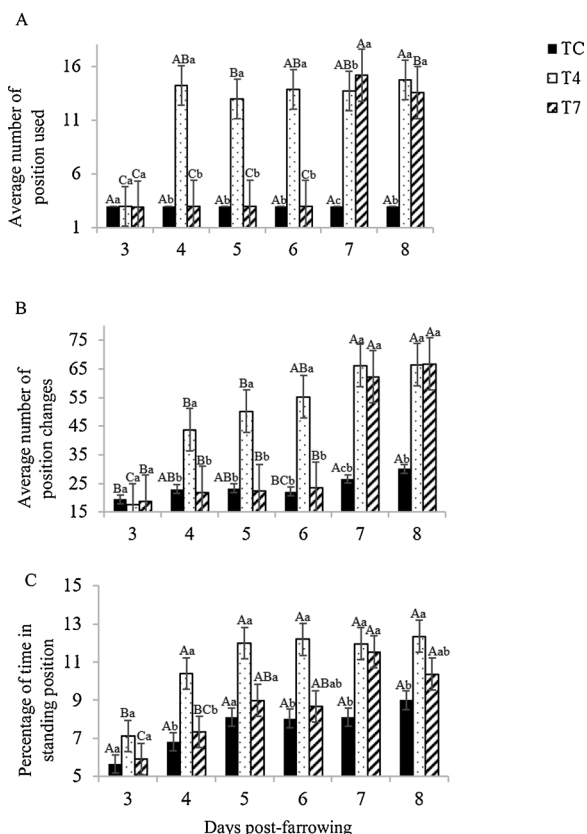 A
TC
T4
T7
Average number of
position used
16
11
6
1
Aa Ca Ca Ab ABa Cb Ab Ba Cb Ab ABa Cb Ac ABb Aa Ab Aa Ba
3 4 5 6 7 8
B
Average number of
position changes
75
65
55
45
35
25
15
Ba Ca Ba ABb Ba Bb ABb Ba Bb BCb ABa Bb Acb Aa Aa Ab Aa Aa
3 4 5 6 7 8
C
Percentage of time in
standing position
15
13
11
9
7
5
Aa Ba Ca Ab Aa BCb Aa Aa ABa Ab Aa ABab Ab Aa Aa Ab Aa Aab
3 4 5 6 7 8
Days post-farrowing